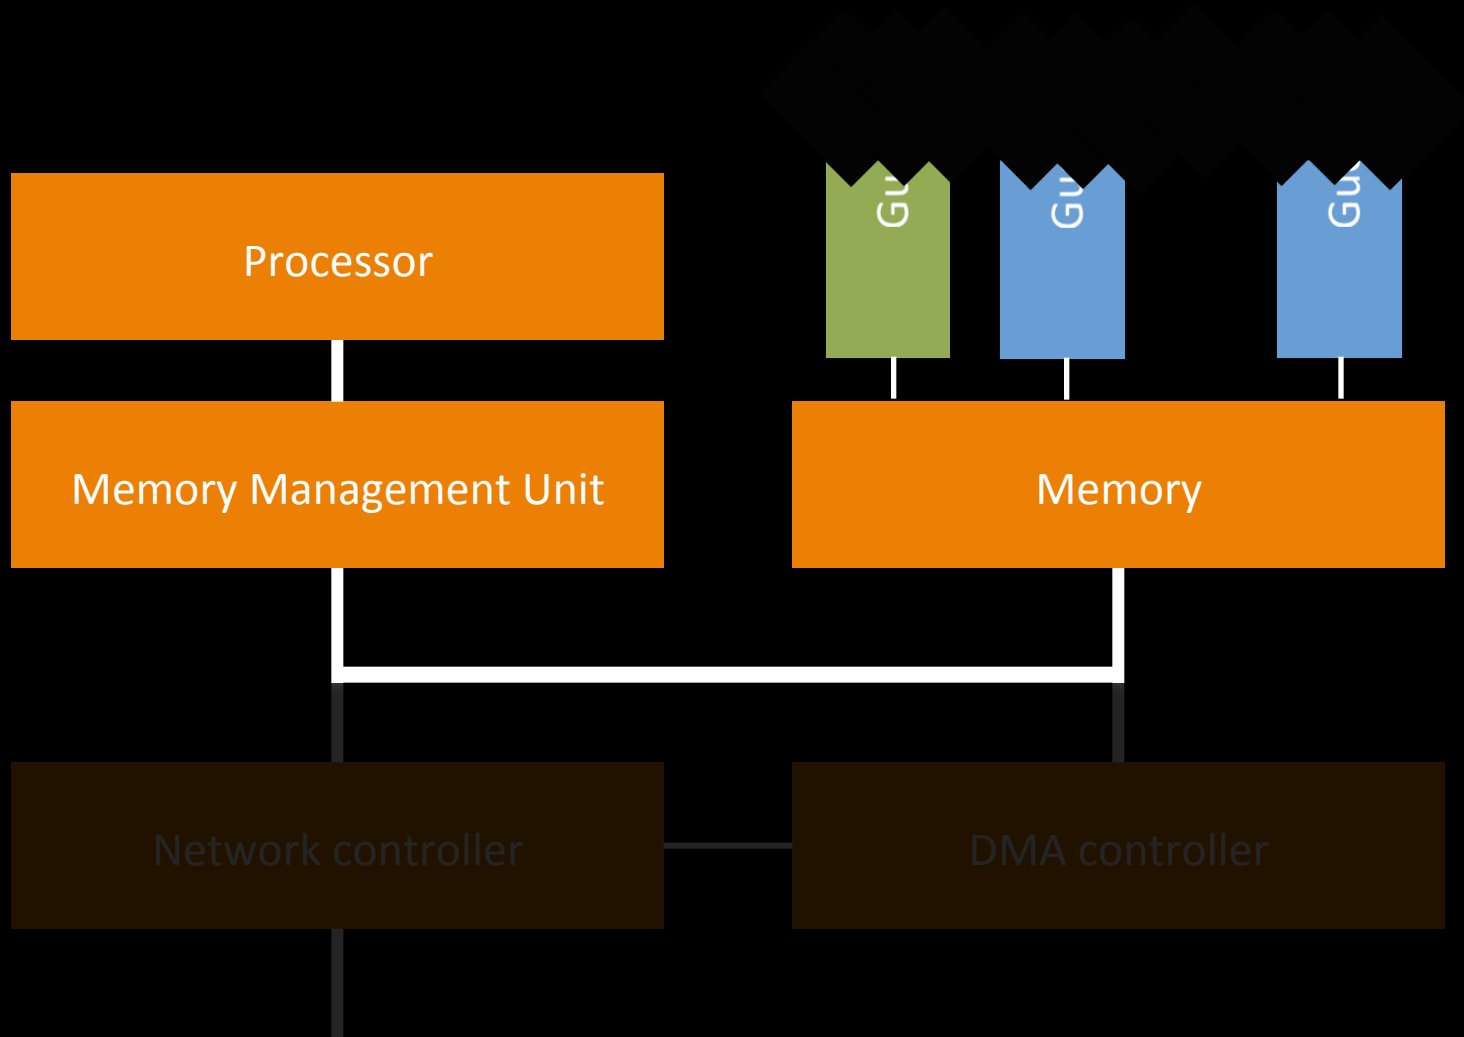 Processor
Memory Management Unit
Memory
Network controller
DMA controller